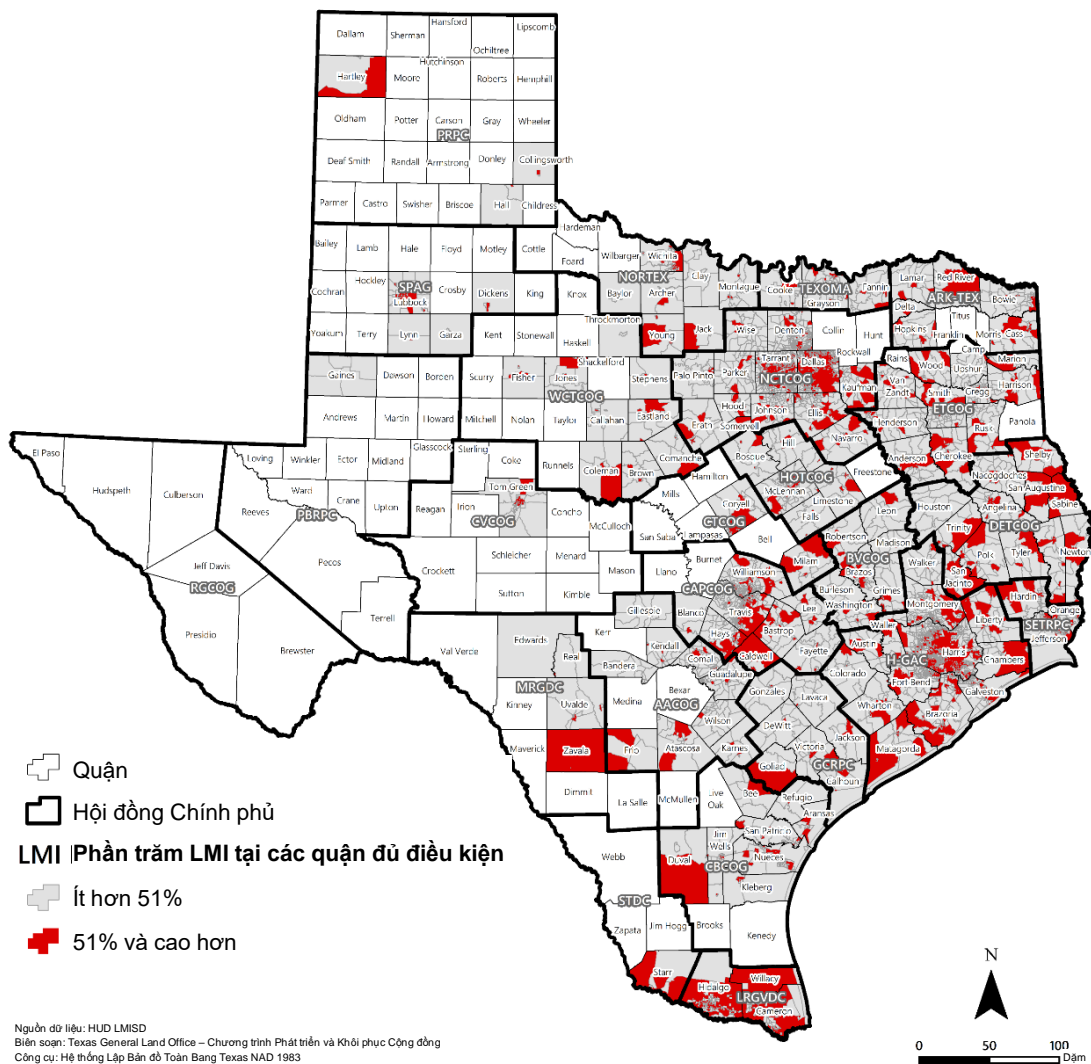 Dallam Sherman Hansford Ochiltree Lipscomb
Hartley Moore Hutchinson Roberts Hemphill
Oldham Potter Carson Gray Wheeler
PRPC
Deaf Smith Randall Armstrong Donley Collingsworth
Parmer Castro Swisher Briscoe Hall Childress
Bailey Lamb Hale Floyd Motley Cottle Hardeman Foard Wilbarger Wichita Clay Montague Cooke Grayson Fannin Lamar Red River Bowie
NORTEX TEXOMA ARK-TEX
Cochran Hockley Lubbock Crosby Dickens King Knox Baylor Archer Young Jack Wise Denton Collin Hunt Delta Hopkins Franklin Titus Morris Cass
SPAG
Yoakum Terry Lynn Garza Kent Stonewall Haskell Throckmorton Palo Pinto Parker Tarrant Dallas Rockwall Kaufman Rains Wood Camp Upshur Marion Harrison
NCTCOG
Gaines Dawson Borden Scurry Fisher Jones Shackelford Stephens Hood Johnson Ellis Van Zandt Smith Gregg Panola
WCTCOG ETCOG
Andrews Martin Howard Mitchell Nolan Taylor Callahan Eastland Erath Somervell Navarro Henderson Rusk
El Paso Hudspeth Culberson Loving Winkler Ector Midland Glasscock Sterling Coke Runnels Coleman Brown Comanche Hamilton Bosque Hill Freestone Anderson Cherokee Nacogdoches Shelby
HOTCOG
Reeves Ward Crane Upton Reagan Irion Tom Green Concho McCulloch San Saba Mills Lampasas Coryell Bell McLennan Falls Limestone Leon Houston Angelina San Augustine Sabine
PBRPC CVCOG CTCOG DETCOG
Jeff Davis Pecos Crockett Schleicher Menard Mason Llano Burnet Williamson Milam Robertson Madison Brazos Walker Trinity Polk Tyler Newton San Jacinto
RGCOG CAPCOG BVCOG
Presidio Brewster Terrell Sutton Kimble Gillespie Blanco Travis Hays Bastrop Lee Burleson Washington Grimes Montgomery Liberty Hardin Orange Jefferson
SETRPC
Val Verde Edwards Real Kerr Kendall Bandera Comal Caldwell Fayette Austin Waller Harris Chambers
H-GAC
Kinney Uvalde Medina Bexar Guadalupe Gonzales Lavaca Colorado Fort Bend Galveston
MRGDC AACOG
Maverick Zavala Frio Atascosa Wilson Karnes DeWitt Victoria Jackson Wharton Brazoria Matagorda
GCRPC
Dimmit La Salle McMullen Live Oak Bee Goliad Refugio Calhoun Aransas
Webb Duval Jim Wells San Patricio Nueces Kleberg
STDC CBCOG
Zapata Jim Hogg Brooks Kenedy
Starr Hidalgo Willacy Cameron
LRGVDC
Quận
Hội đồng Chính phủ
LMI Phần trăm LMI tại các quận đủ điều kiện
Ít hơn 51%
51% và cao hơn
Nguồn dữ liệu: HUD LMISD
Biên soạn: Texas General Land Office – Chương trình Phát triển và Khôi phục Cộng đồng
Công cụ: Hệ thống Lập Bản đồ Toàn Bang Texas NAD 1983
N
0 50 100
Dặm